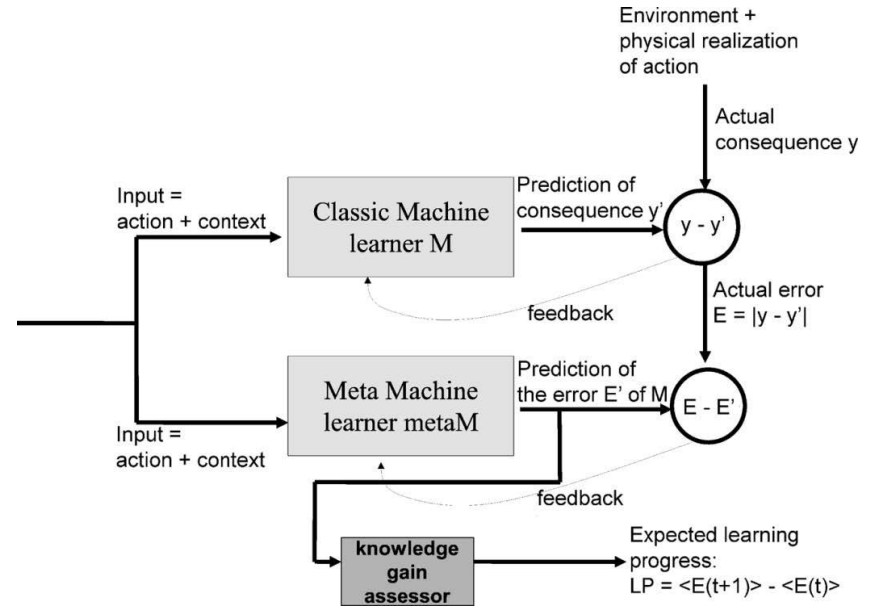 Environment +
physical realization
of action
Actual
consequence y
Input =
action + context
Classic Machine
learner M
Prediction of
consequence y'
y - y'
feedback
Actual error
E = |y - y'|
Input =
action + context
Meta Machine
learner metaM
Prediction of
the error E' of M
E - E'
feedback
knowledge
gain
assessor
Expected learning
progress:
LP = <E(t+1)> - <E(t)>